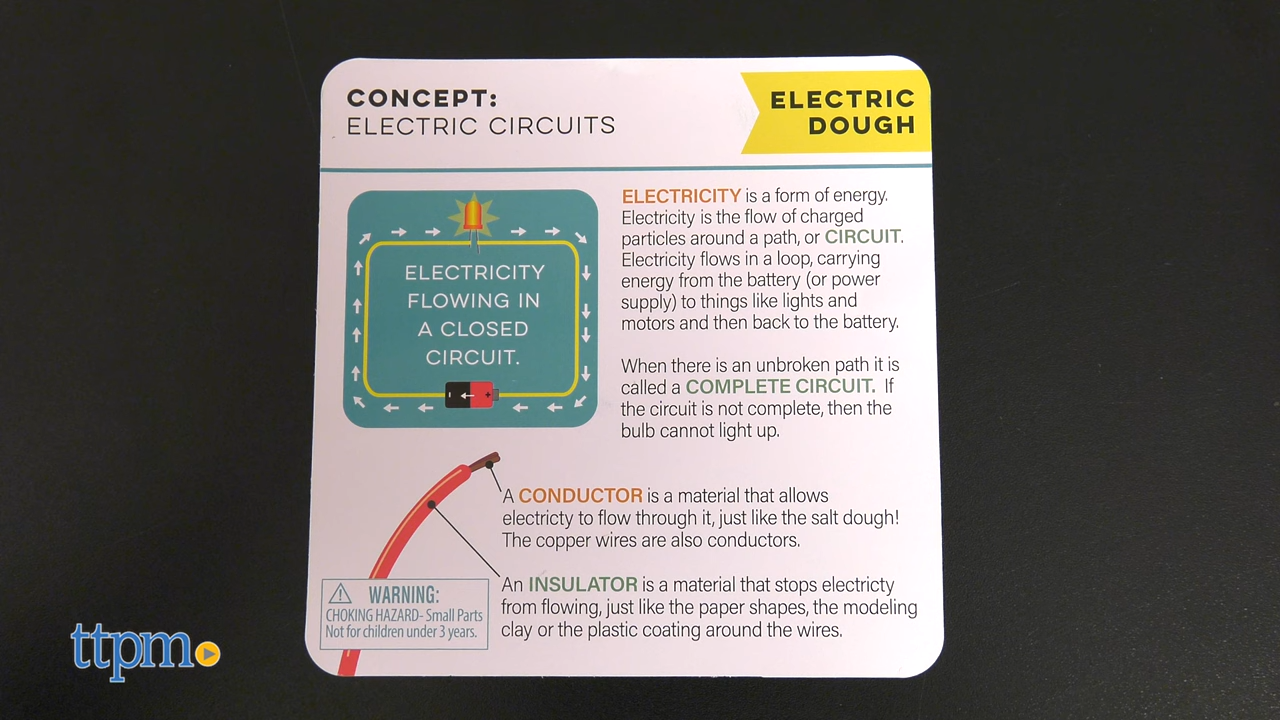 CONCEPT:
ELECTRIC CIRCUITS
ELECTRIC
DOUGH
ELECTRICITY
FLOWING IN
A CLOSED
CIRCUIT.
- +
ELECTRICITY is a form of energy.
Electricity is the flow of charged
particles around a path, or CIRCUIT.
Electricity flows in a loop, carrying
energy from the battery (or power
supply) to things like lights and
motors and then back to the battery.
When there is an unbroken path it is
called a COMPLETE CIRCUIT. If
the circuit is not complete, then the
bulb cannot light up.
A CONDUCTOR is a material that allows
electricty to flow through it, just like the salt dough!
The copper wires are also conductors.
An INSULATOR is a material that stops electricty
from flowing, just like the paper shapes, the modeling
clay or the plastic coating around the wires.
WARNING:
CHOKING HAZARD- Small Parts
Not for children under 3 years.
ttpm